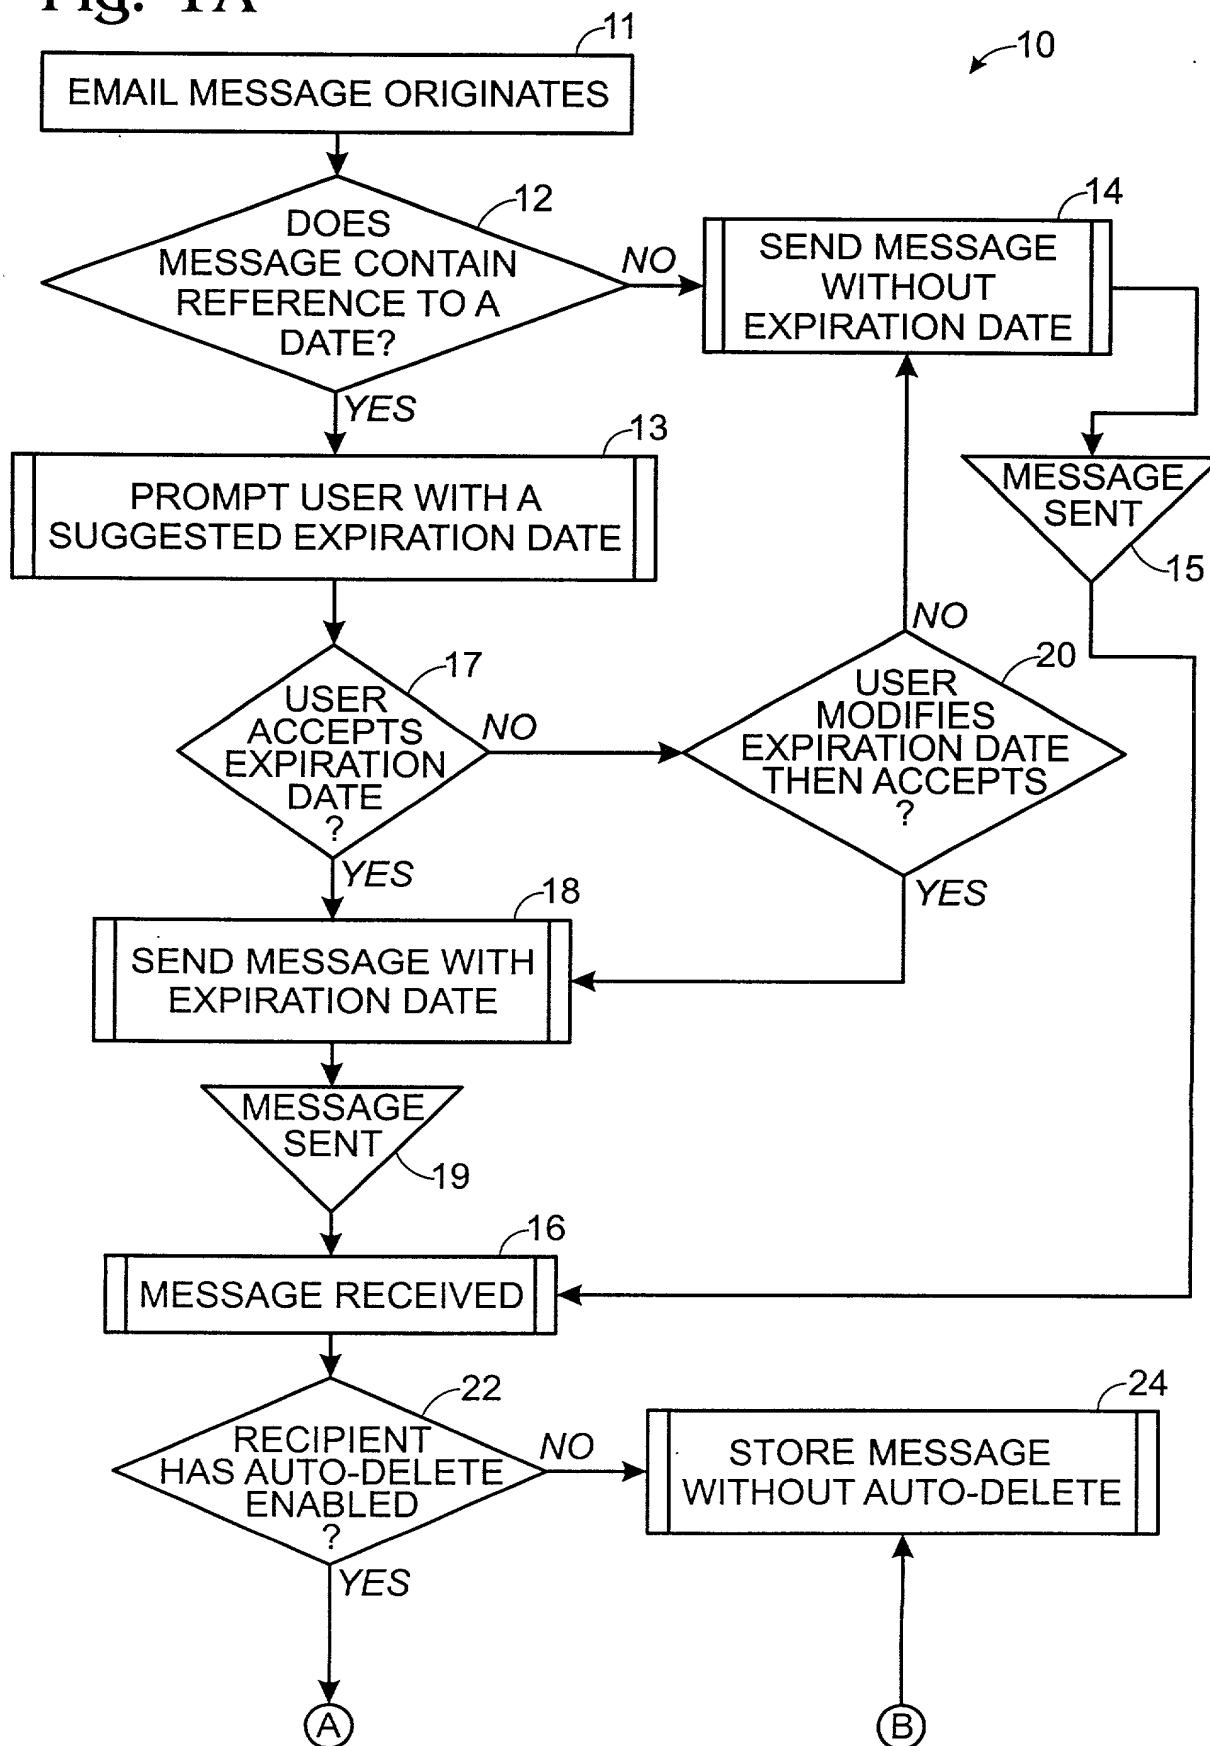 Fig. 1A
11
10
EMAIL MESSAGE ORIGINATES
12
DOES
MESSAGE CONTAIN
REFERENCE TO A
DATE?
NO
14
SEND MESSAGE
WITHOUT
EXPIRATION DATE
YES
13
PROMPT USER WITH A
SUGGESTED EXPIRATION DATE
MESSAGE
SENT
15
17
USER
ACCEPTS
EXPIRATION
DATE
?
NO
NO
20
USER
MODIFIES
EXPIRATION DATE
THEN ACCEPTS
?
YES
YES
18
SEND MESSAGE WITH
EXPIRATION DATE
MESSAGE
SENT
19
16
MESSAGE RECEIVED
22
RECIPIENT
HAS AUTO-DELETE
ENABLED
?
NO
24
STORE MESSAGE
WITHOUT AUTO-DELETE
YES
A
B